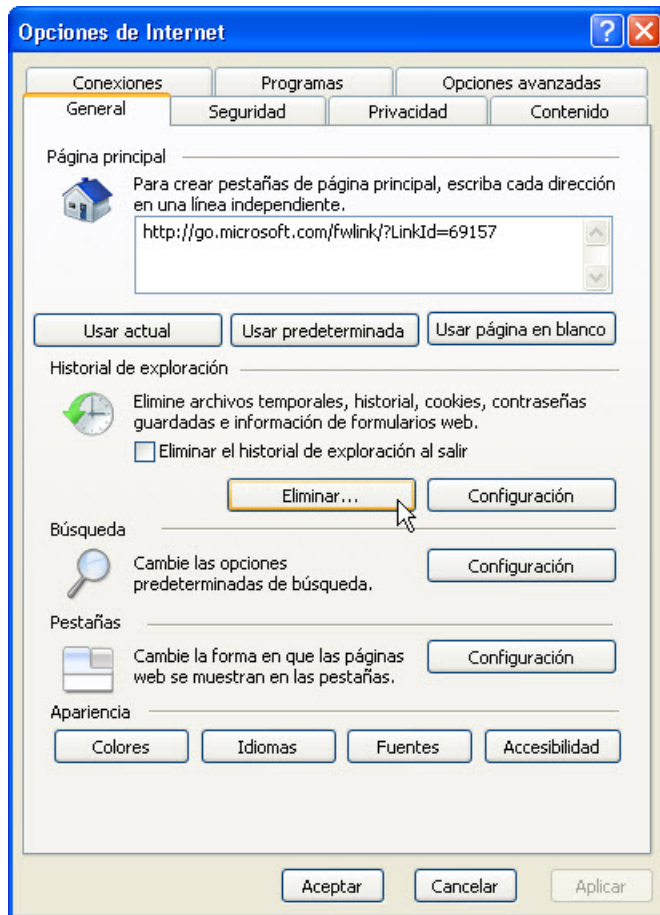 Opciones de Internet
Conexiones Programas Opciones avanzadas
General Seguridad Privacidad Contenido
Página principal
Para crear pestañas de página principal, escriba cada dirección
en una línea independiente.
http://go.microsoft.com/fwlink/?LinkId=69157
Usar actual Usar predeterminada Usar página en blanco
Historial de exploración
Elimine archivos temporales, historial, cookies, contraseñas
guardadas e información de formularios web.
Eliminar el historial de exploración al salir
Eliminar... Configuración
Búsqueda
Cambie las opciones
predeterminadas de búsqueda.
Configuración
Pestañas
Cambie la forma en que las páginas
web se muestran en las pestañas.
Configuración
Apariencia
Colores Idiomas Fuentes Accesibilidad
Aceptar Cancelar Aplicar